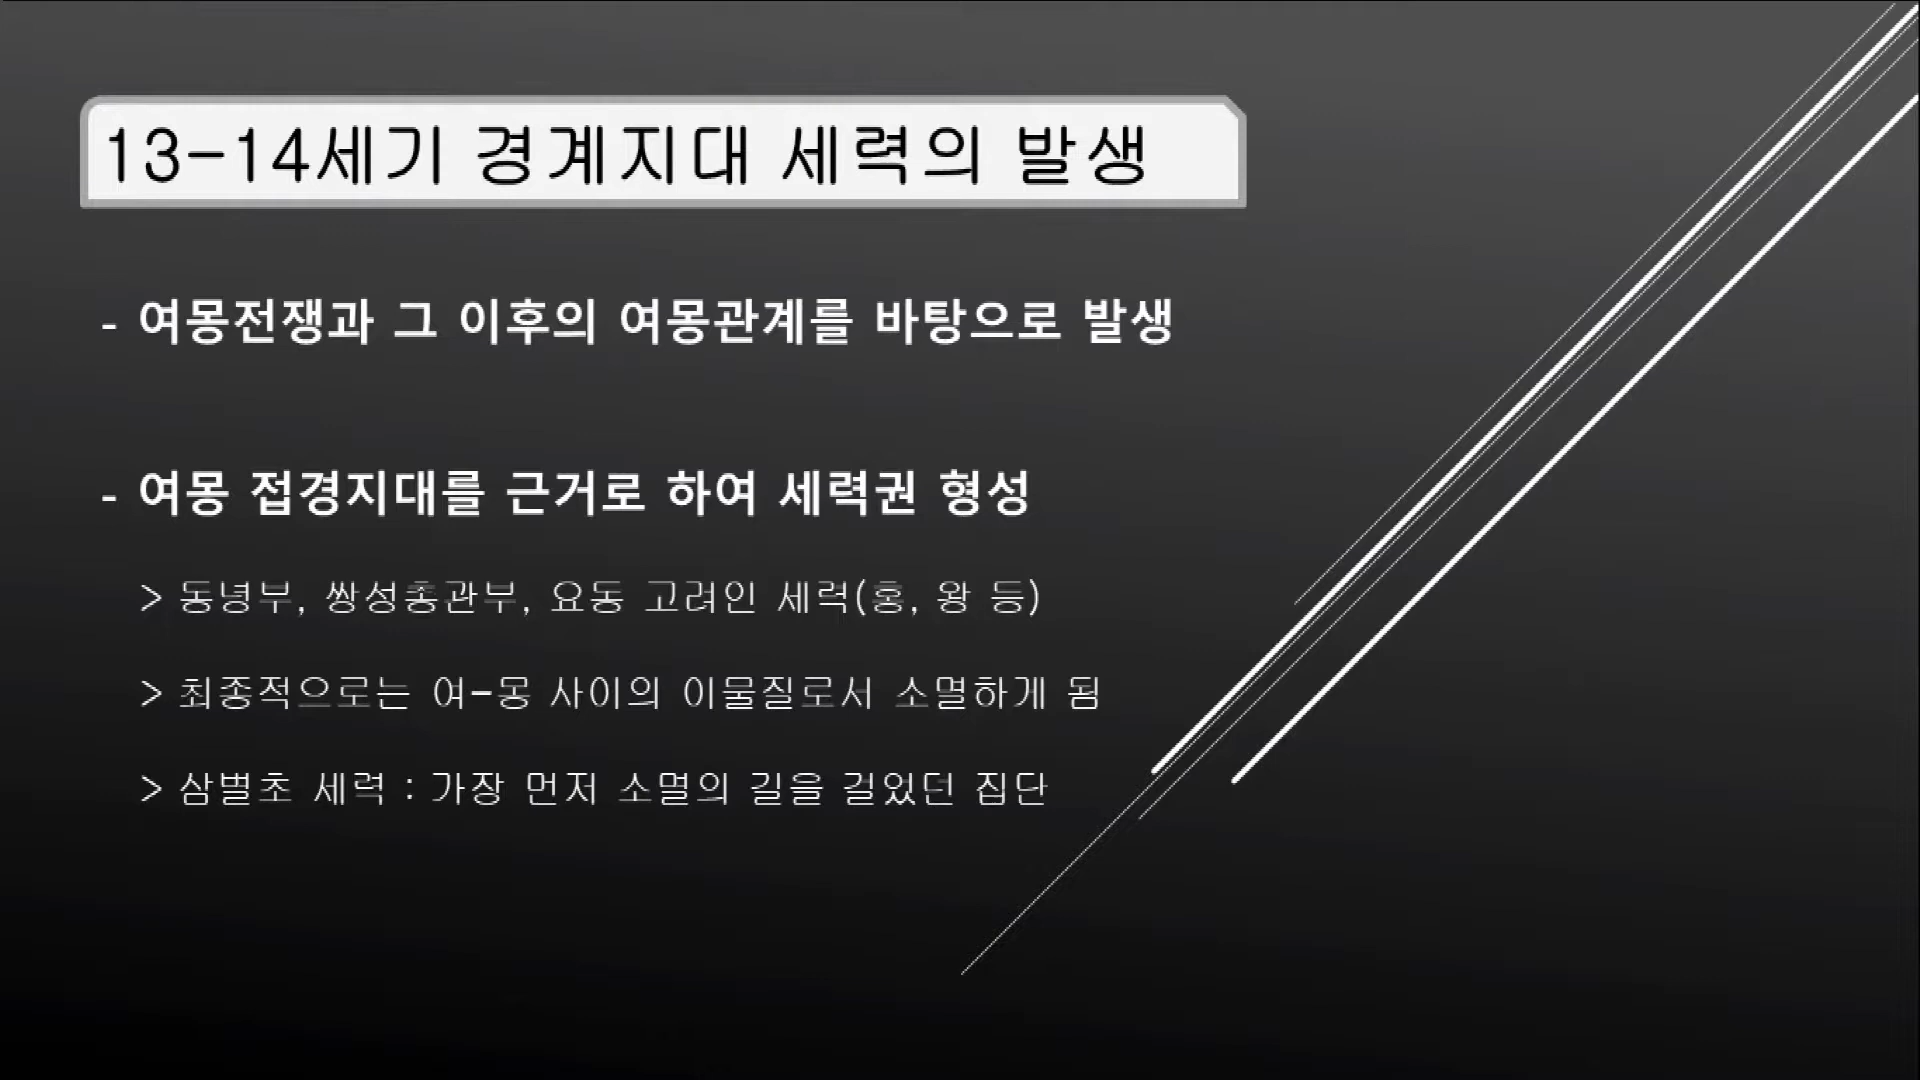 13-14세기 경계지대 세력의 발생
- 여몽전쟁과 그 이후의 여몽관계를 바탕으로 발생
- 여몽 접경지대를 근거로 하여 세력권 형성
> 동녕부, 쌍성총관부, 요동 고려인 세력(홍, 왕 등)
> 최종적으로는 여-몽 사이의 이물질로서 소멸하게 됨
> 삼별초 세력 : 가장 먼저 소멸의 길을 걸었던 집단